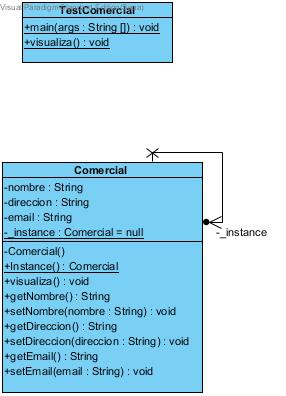 Visual Paradigm
TestComercial
+main(args : String []) : void
+visualiza() : void
Comercial
-nombre : String
-direccion : String
-email : String
-_instance : Comercial = null
-Comercial()
+Instance() : Comercial
+visualiza() : void
+getNombre() : String
+setNombre(nombre : String) : void
+getDireccion() : String
+setDireccion(direccion : String) : void
+getEmail() : String
+setEmail(email : String) : void
-_instance